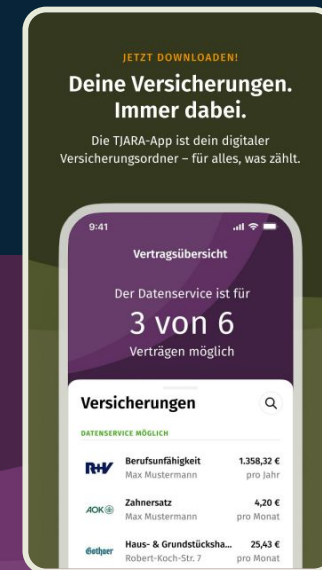 JETZT DOWNLOADEN!
Deine Versicherungen.
Immer dabei.
Die TJARA-App ist dein digitaler
Versicherungsordner – für alles, was zählt.
9:41
Vertragsübersicht
Der Datenservice ist für
3 von 6
Verträgen möglich
Versicherungen
DATENSERVICE MÖGLICH
R+V Berufsunfähigkeit 1.358,32 €
Max Mustermann pro Jahr
AOK Zahnersatz 4,20 €
Max Mustermann pro Monat
Gothaer Haus- & Grundstücksha... 25,43 €
Robert-Koch-Str. 7 pro Monat